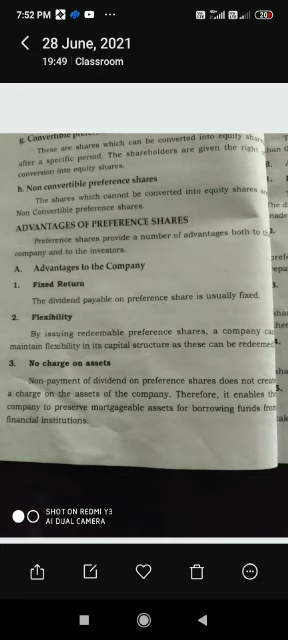 7:52 PM
20
28 June, 2021
19:49 Classroom
g. Convertible
These are shares which can be converted into equity
after a specific period. The shareholders are given the right
conversion into equity shares.
h. Non convertible preference shares
The shares which cannot be converted into equity shares
Non Convertible preference shares.
ADVANTAGES OF PREFERENCE SHARES
Preference shares provide a number of advantages both to
company and to the investors.
A. Advantages to the Company
1. Fixed Return
The dividend payable on preference share is usually fixed.
2. Flexibility
By issuing redeemable preference shares, a company
maintain flexibility in its capital structure as these can be redeemed
3. No charge on assets
Non-payment of dividend on preference shares does not
a charge on the assets of the company. Therefore, it enables
company to preserve mortgageable assets for borrowing funds from
financial institutions.
SHOT ON REDMI Y3
AI DUAL CAMERA